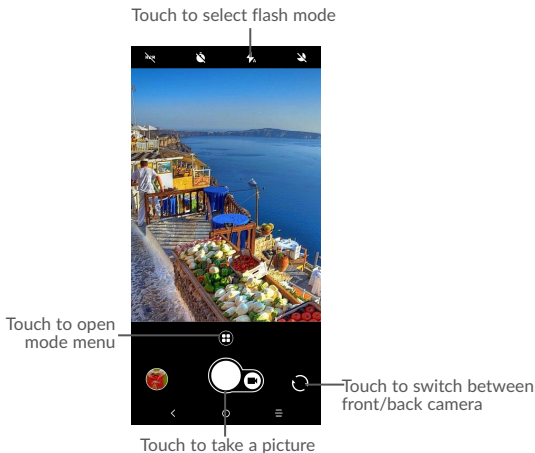 Touch to select flash mode
Touch to open
mode menu
Touch to switch between
front/back camera
Touch to take a picture